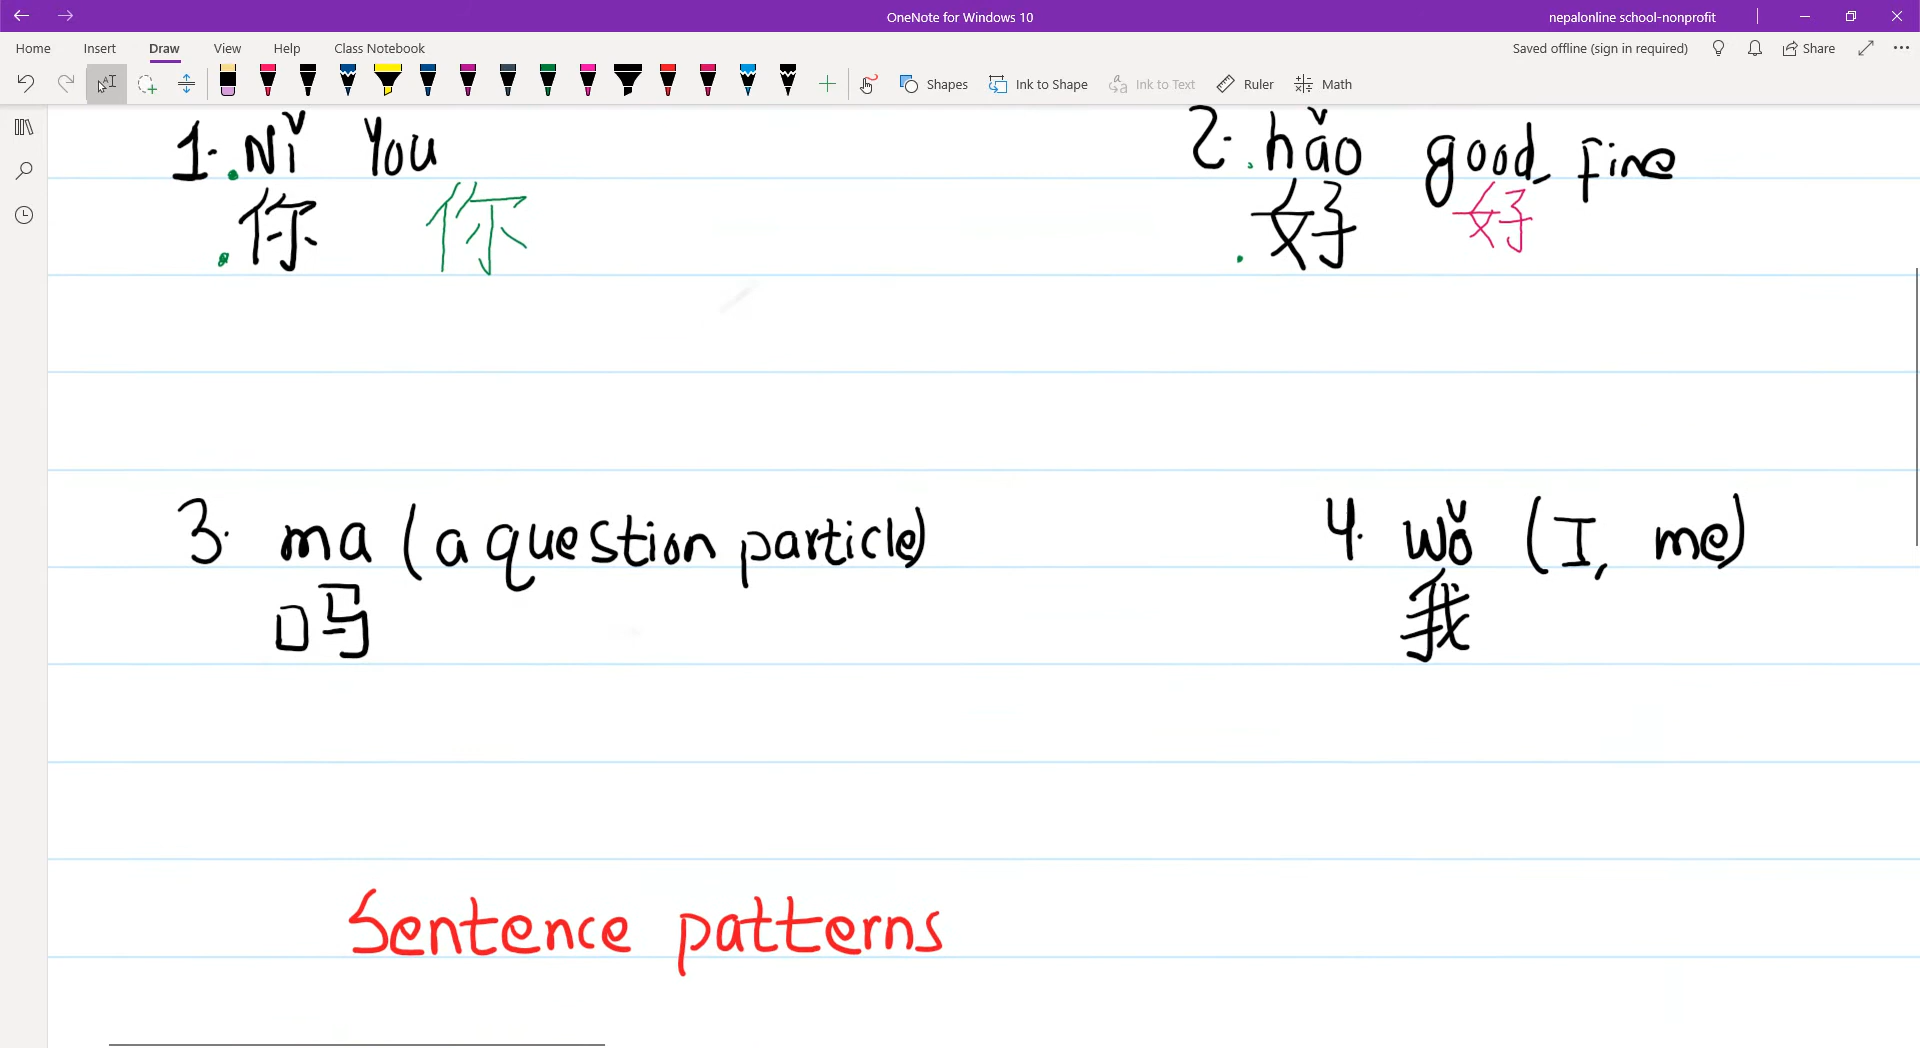 OneNote for Windows 10
nepalonline school-nonprofit
Home Insert Draw View Help Class Notebook
Saved offline (sign in required) Share
Shapes Ink to Shape Ink to Text Ruler Math
1. Nǐ You
你 你
2. hǎo good, fine
好 好
3. ma (a question particle)
吗
4. wǒ (I, me)
我
Sentence patterns